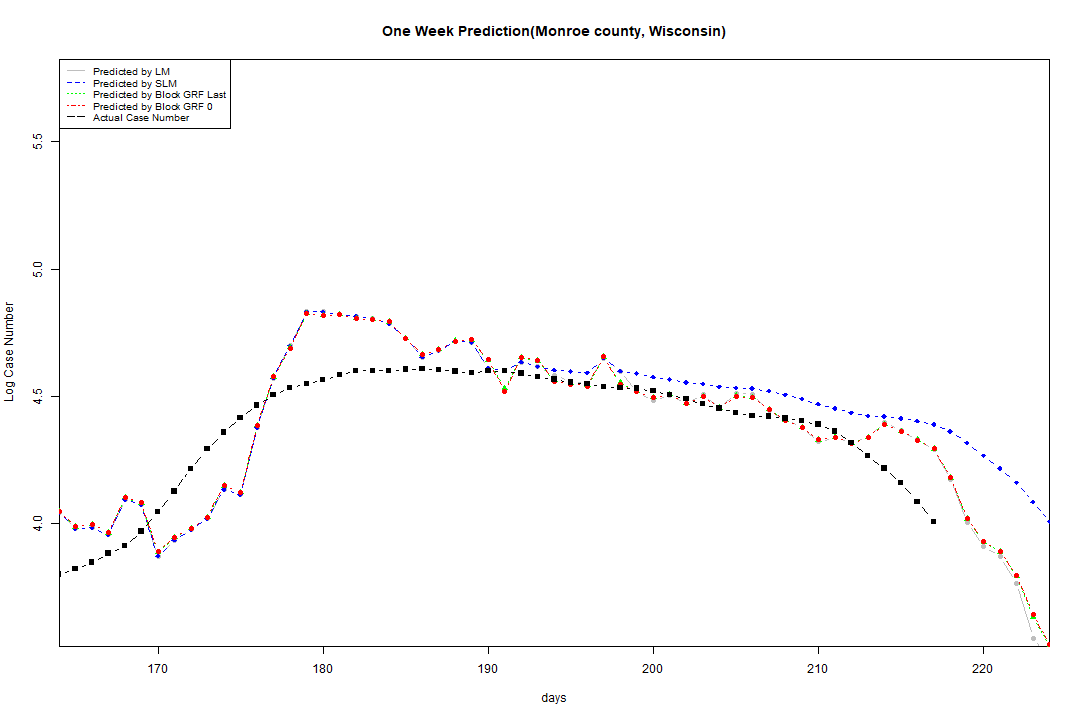 One Week Prediction(Monroe county, Wisconsin)
Predicted by LM
Predicted by SLM
Predicted by Block GRF Last
Predicted by Block GRF 0
Actual Case Number
5.5
5.0
4.5
4.0
Log Case Number
170 180 190 200 210 220
days